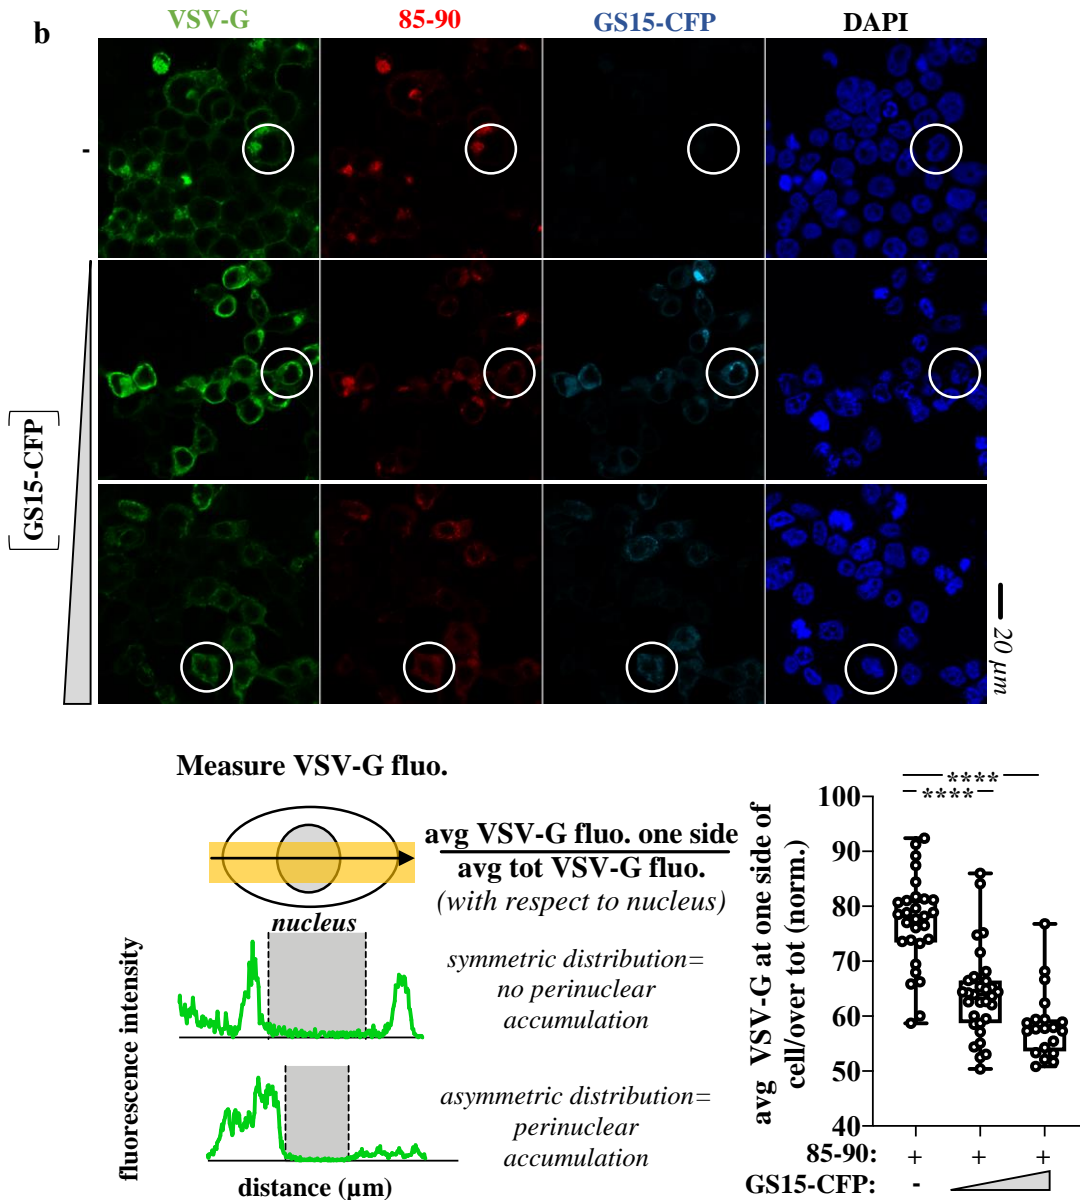 b
VSV-G 85-90 GS15-CFP DAPI
-
GS15-CFP
20 µm
Measure VSV-G fluo.
avg VSV-G fluo. one side
avg tot VSV-G fluo.
(with respect to nucleus)
nucleus
fluorescence intensity
symmetric distribution=
no perinuclear
accumulation
asymmetric distribution=
perinuclear
accumulation
distance (µm)
avg VSV-G at one side of
cell/over tot (norm.)
****
****
100
90
80
70
60
50
40
85-90: + + +
GS15-CFP: -